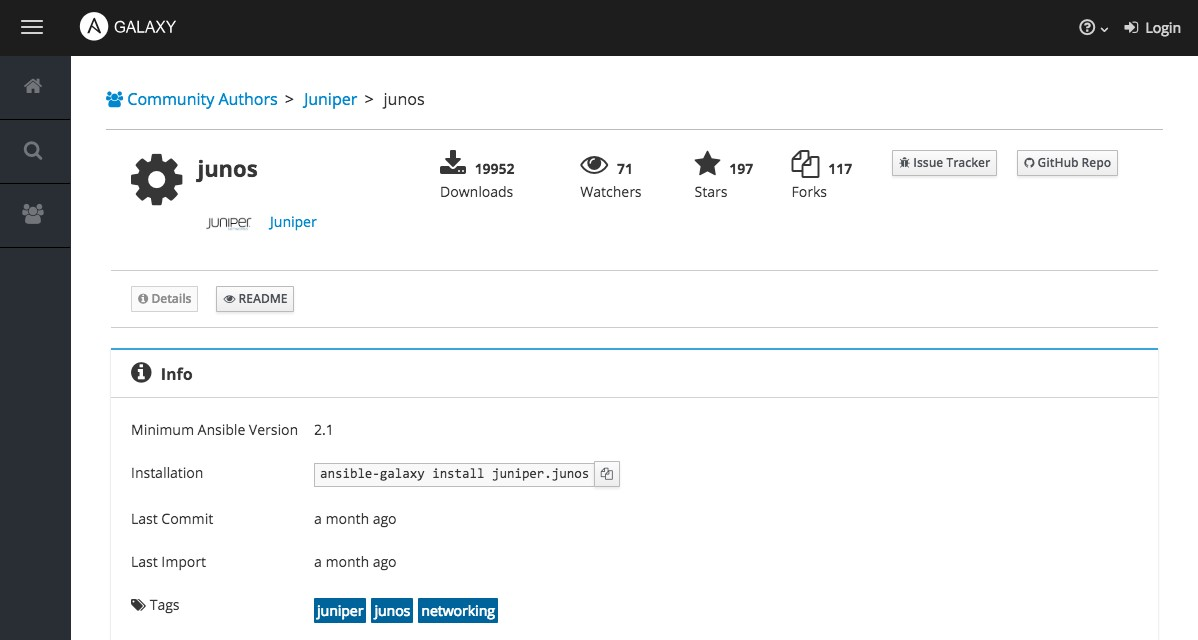 GALAXY
Login
Community Authors > Juniper > junos
junos
19952
Downloads
71
Watchers
197
Stars
117
Forks
Issue Tracker
GitHub Repo
JUNIPEr
Juniper
Details
README
Info
Minimum Ansible Version 2.1
Installation ansible-galaxy install juniper.junos
Last Commit a month ago
Last Import a month ago
Tags juniper junos networking